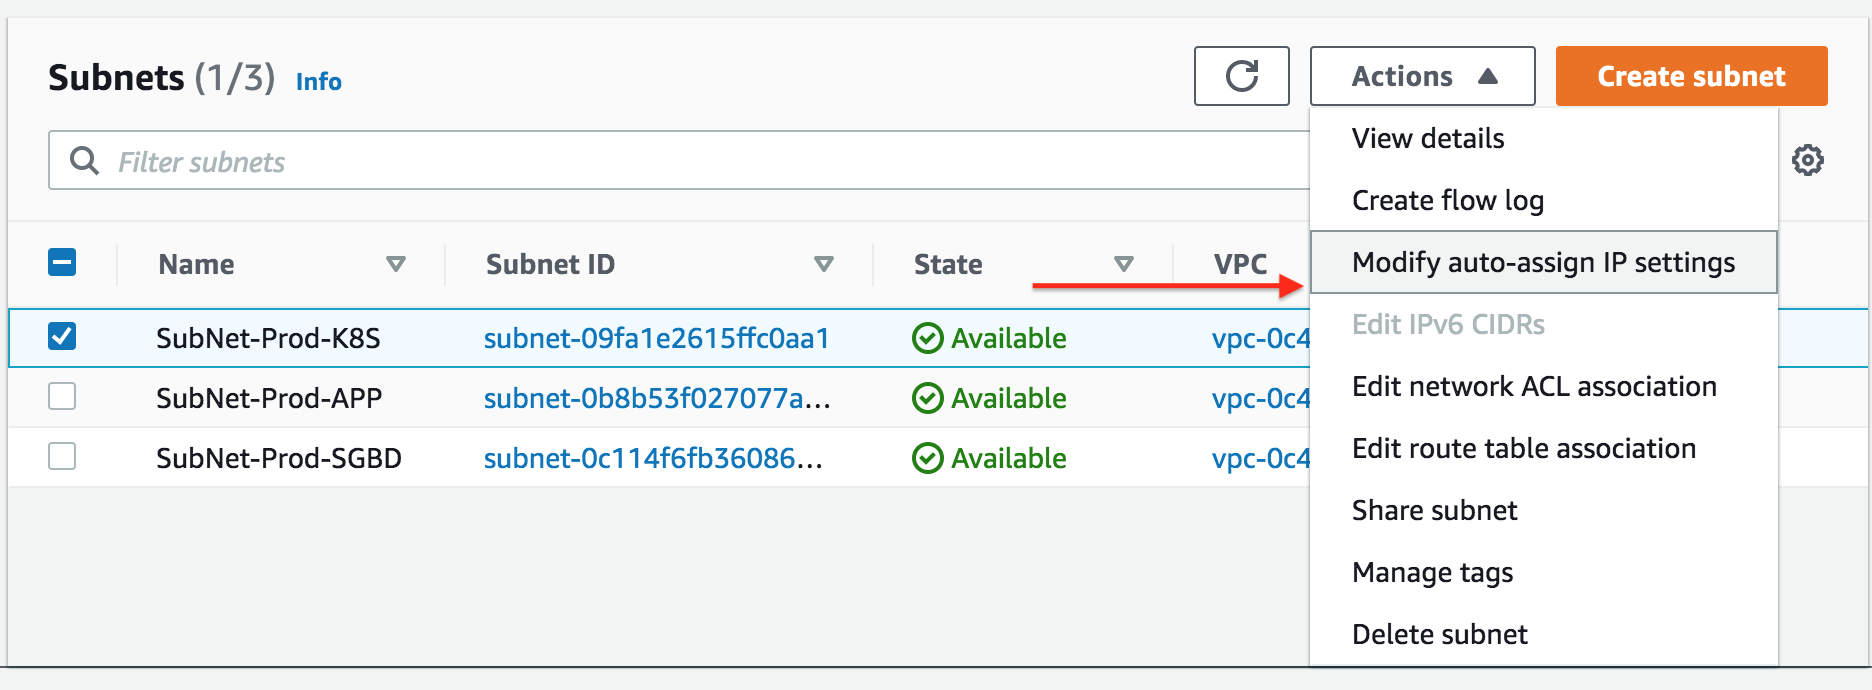 Subnets (1/3) Info
Actions
Create subnet
Filter subnets
View details
Create flow log
Modify auto-assign IP settings
Edit IPv6 CIDRs
Edit network ACL association
Edit route table association
Share subnet
Manage tags
Delete subnet
Name Subnet ID State VPC
SubNet-Prod-K8S subnet-09fa1e2615ffc0aa1 Available vpc-0c4
SubNet-Prod-APP subnet-0b8b53f027077a... Available vpc-0c4
SubNet-Prod-SGBD subnet-0c114f6fb36086... Available vpc-0c4